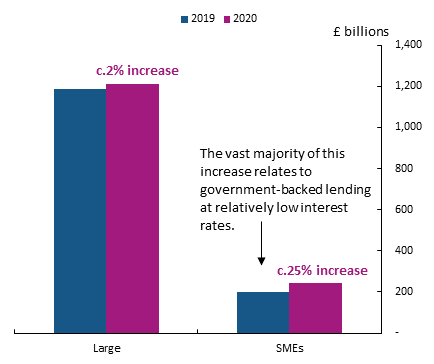 2019 2020
£ billions
1,400
c.2% increase
1,200
1,000
The vast majority of this
increase relates to
government-backed lending
at relatively low interest
rates.
800
600
400
c.25% increase
200
-
Large SMEs